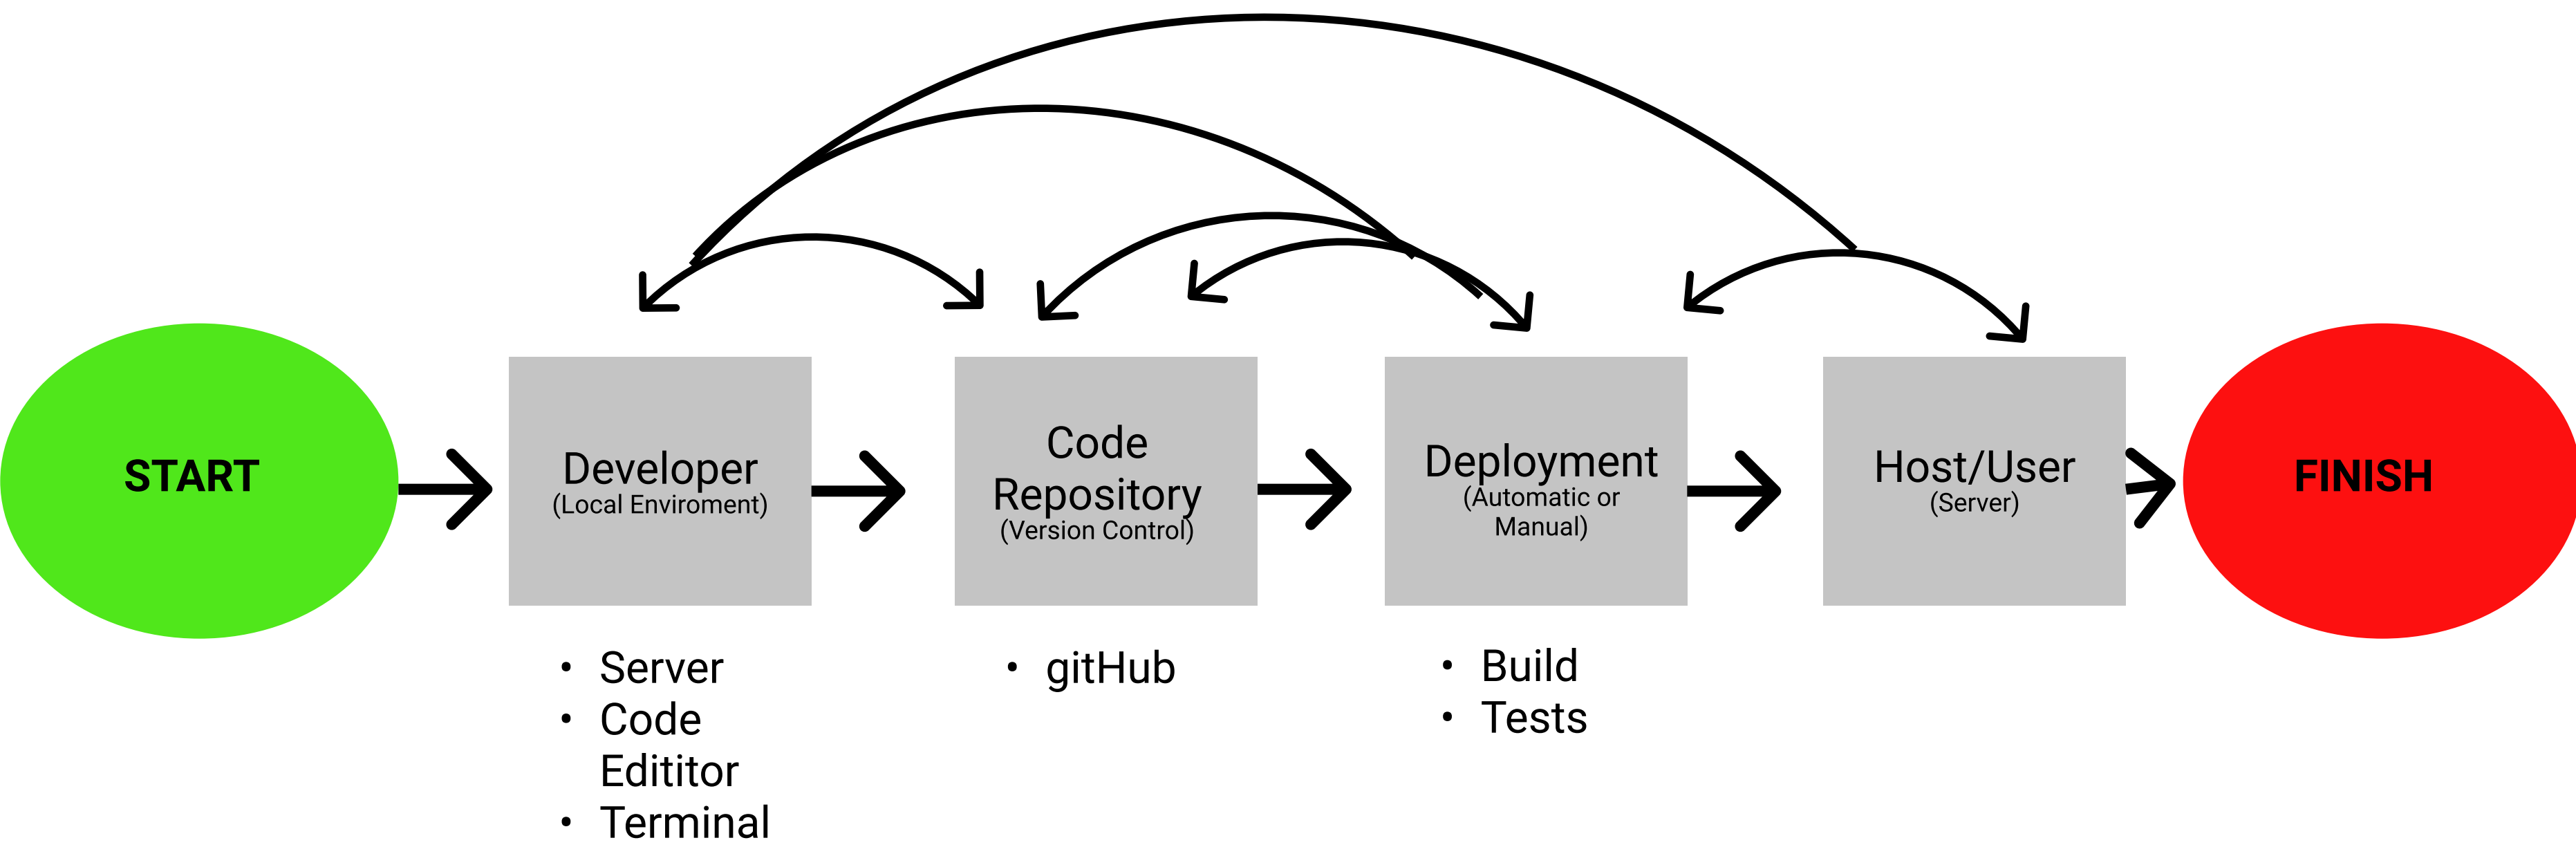 START
Developer
(Local Enviroment)
Code
Repository
(Version Control)
Deployment
(Automatic or
Manual)
Host/User
(Server)
FINISH
• Server
• Code
Edititor
• Terminal
• gitHub
• Build
• Tests